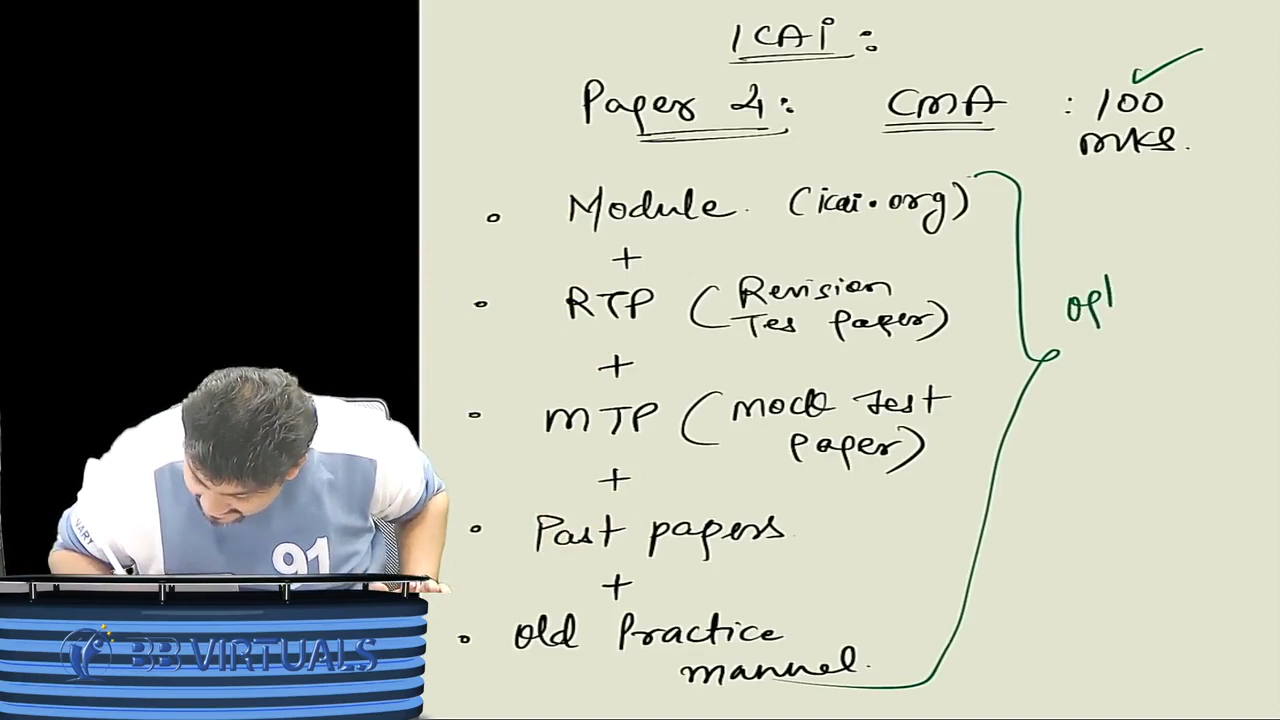 ICAI :
Paper 4 : CMA : 100
mks.
Module. (icai.org)
+
RTP (Revision
Tes paper)
+
MTP (Mock Test
paper)
+
Past papers
+
Old Practice
mannel.
opl
91
BB VIRTUALS